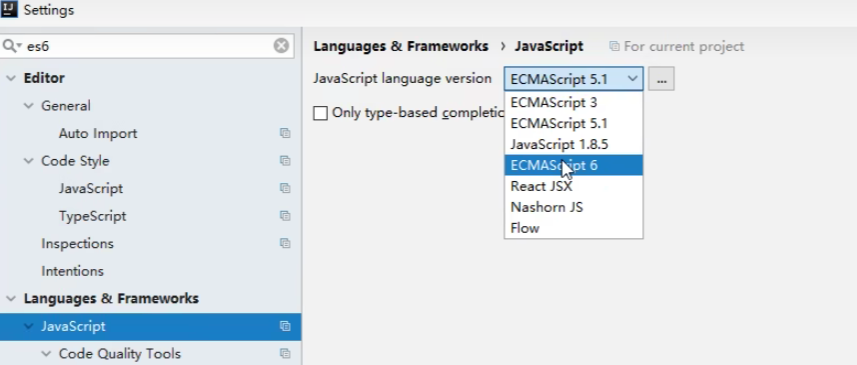 IJ Settings
es6
Languages & Frameworks › JavaScript For current project
Editor
JavaScript language version ECMAScript 5.1 ...
General
ECMAScript 3
Only type-based completic
ECMAScript 5.1
Auto Import
JavaScript 1.8.5
Code Style
ECMAScript 6
JavaScript
React JSX
TypeScript
Nashorn JS
Flow
Inspections
Intentions
Languages & Frameworks
JavaScript
Code Quality Tools